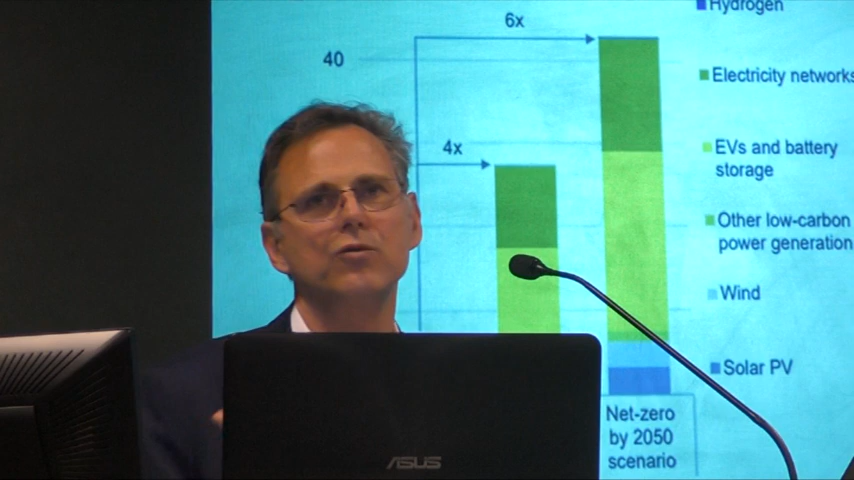 Hydrogen
6x
40
Electricity networks
4x
EVs and battery
storage
Other low-carbon
power generation
Wind
Solar PV
Net-zero
by 2050
scenario
ASUS